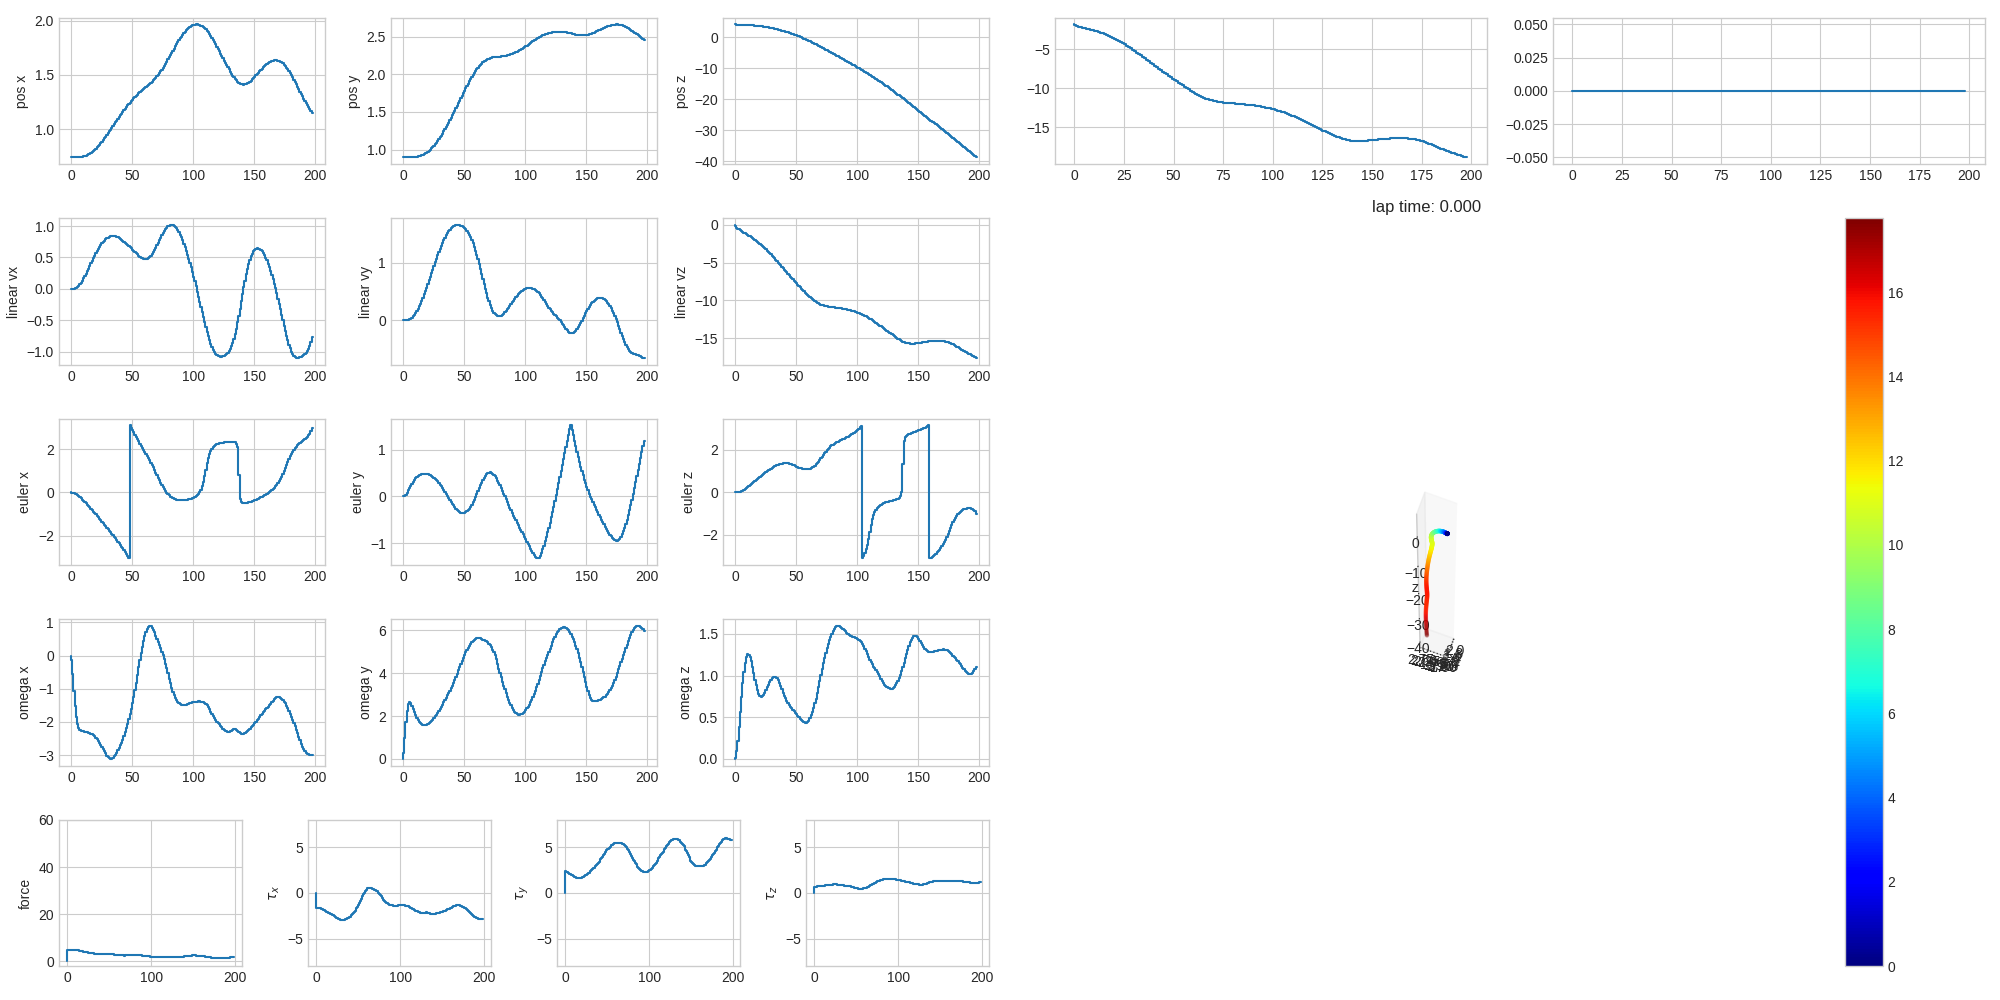 2.0
1.5
1.0
pos x
0 50 100 150 200
2.5
2.0
1.5
1.0
pos y
0 50 100 150 200
0
−10
−20
−30
−40
pos z
0 50 100 150 200
−5
−10
−15
0 25 50 75 100 125 150 175 200
0.050
0.025
0.000
−0.025
−0.050
0 25 50 75 100 125 150 175 200
1.0
0.5
0.0
−0.5
−1.0
linear vx
0 50 100 150 200
1
0
linear vy
0 50 100 150 200
0
−5
−10
−15
linear vz
0 50 100 150 200
lap time: 0.000
2
0
−2
euler x
0 50 100 150 200
1
0
−1
euler y
0 50 100 150 200
2
0
−2
euler z
0 50 100 150 200
1
0
−1
−2
−3
omega x
0 50 100 150 200
6
4
2
0
omega y
0 50 100 150 200
1.5
1.0
0.5
0.0
omega z
0 50 100 150 200
0
−10
z
−20
−30
−40
60
40
20
0
force
0 100 200
5
0
−5
τx
0 100 200
5
0
−5
τy
0 100 200
5
0
−5
τz
0 100 200
16
14
12
10
8
6
4
2
0